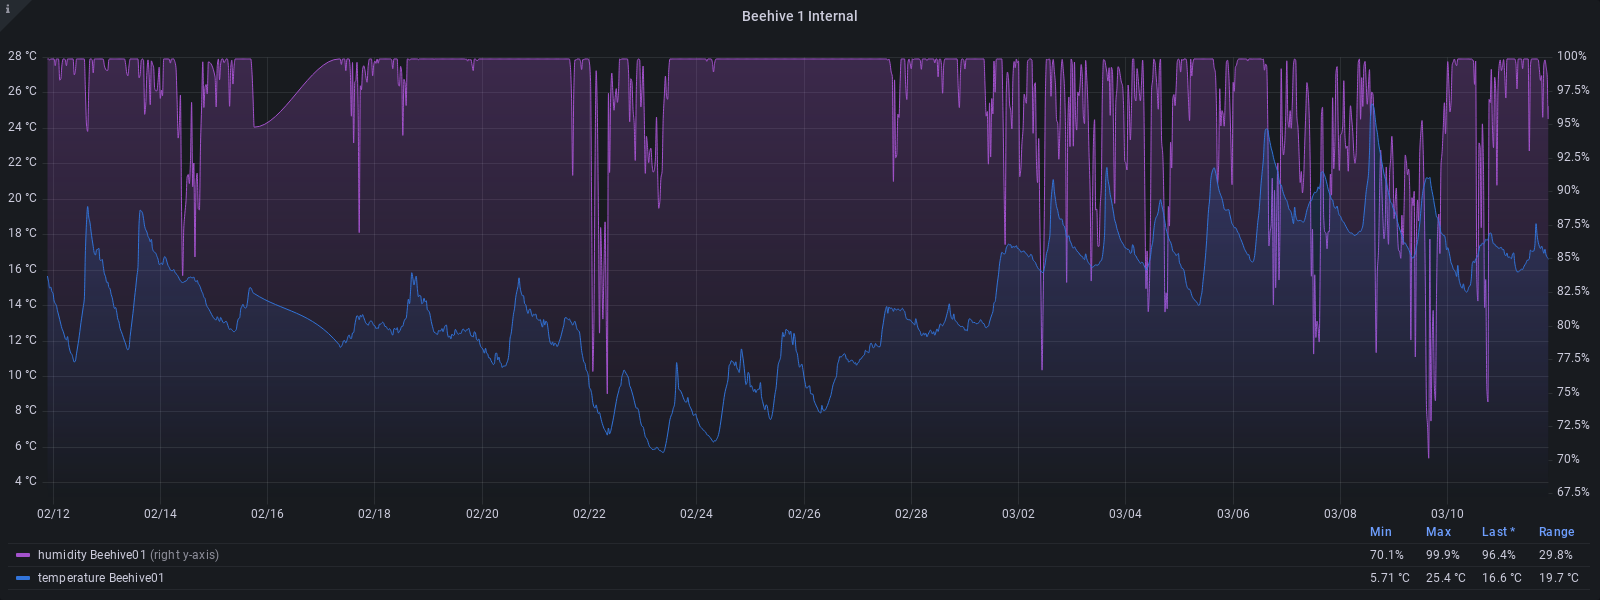 i
Beehive 1 Internal
28 °C 100%
26 °C 97.5%
24 °C 95%
22 °C 92.5%
20 °C 90%
18 °C 87.5%
16 °C 85%
14 °C 82.5%
12 °C 80%
10 °C 77.5%
8 °C 75%
6 °C 72.5%
4 °C 70%
67.5%
02/12 02/14 02/16 02/18 02/20 02/22 02/24 02/26 02/28 03/02 03/04 03/06 03/08 03/10
Min Max Last * Range
humidity Beehive01 (right y-axis) 70.1% 99.9% 96.4% 29.8%
temperature Beehive01 5.71 °C 25.4 °C 16.6 °C 19.7 °C